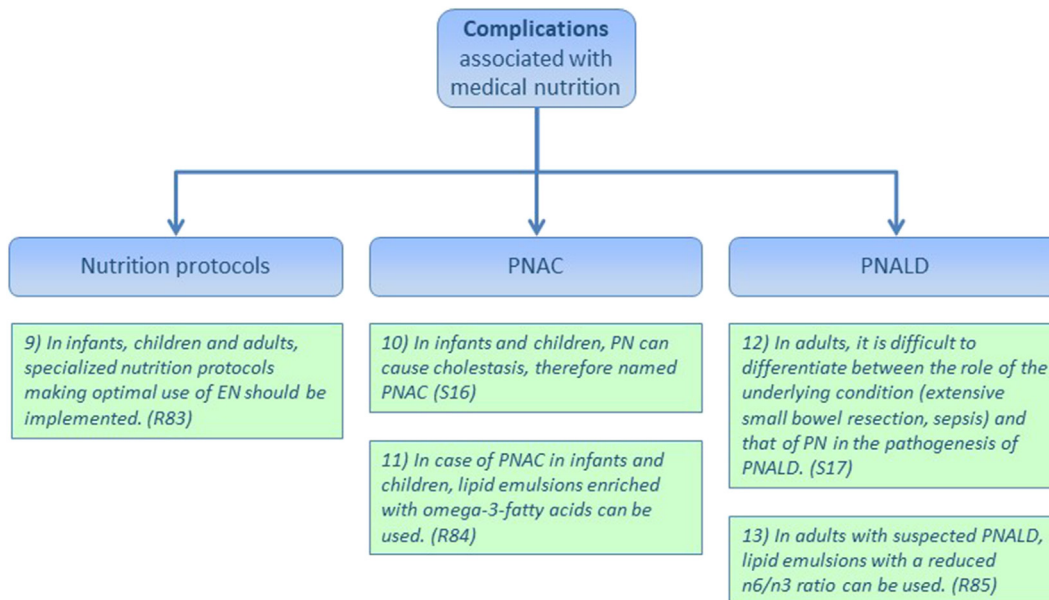 Complications
associated with
medical nutrition
Nutrition protocols
PNAC
PNALD
9) In infants, children and adults,
specialized nutrition protocols
making optimal use of EN should be
implemented. (R83)
10) In infants and children, PN can
cause cholestasis, therefore named
PNAC (S16)
11) In case of PNAC in infants and
children, lipid emulsions enriched
with omega-3-fatty acids can be
used. (R84)
12) In adults, it is difficult to
differentiate between the role of the
underlying condition (extensive
small bowel resection, sepsis) and
that of PN in the pathogenesis of
PNALD. (S17)
13) In adults with suspected PNALD,
lipid emulsions with a reduced
n6/n3 ratio can be used. (R85)